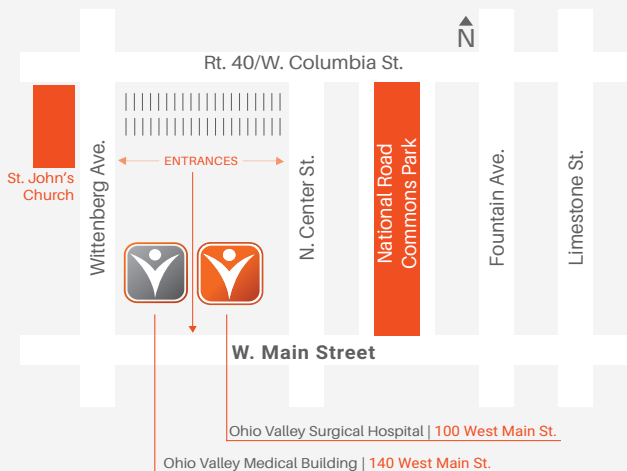 N
Rt. 40/W. Columbia St.
ENTRANCES
St. John's
Church
Wittenberg Ave.
N. Center St.
National Road
Commons Park
Fountain Ave.
Limestone St.
W. Main Street
Ohio Valley Surgical Hospital | 100 West Main St.
Ohio Valley Medical Building | 140 West Main St.